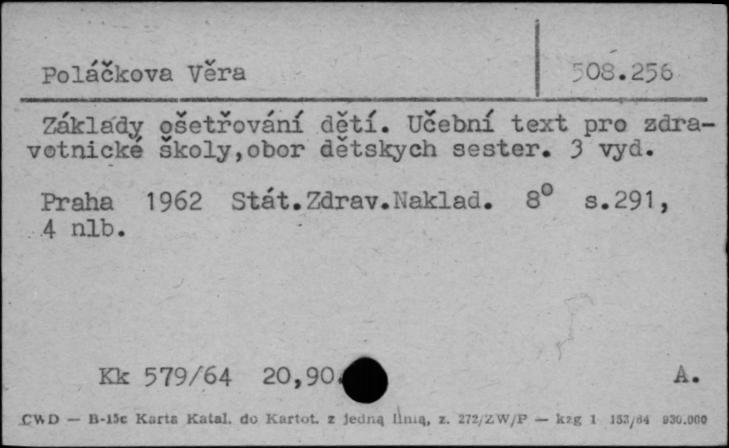 Poláčkova Věra 508.256
Základy ošetřování dětí. Učební text pro zdra-
votnické školy,obor dětskych sester. 3 vyd.
Praha 1962 Stát.Zdrav.Naklad. 8° s.291,
4 nlb.
Kk 579/64 20,90. A.
CWD — B-15c Karta Katal. do Kartot. z jedną linią, z. 272/ZW/P — kzg 1 153/64 930.000